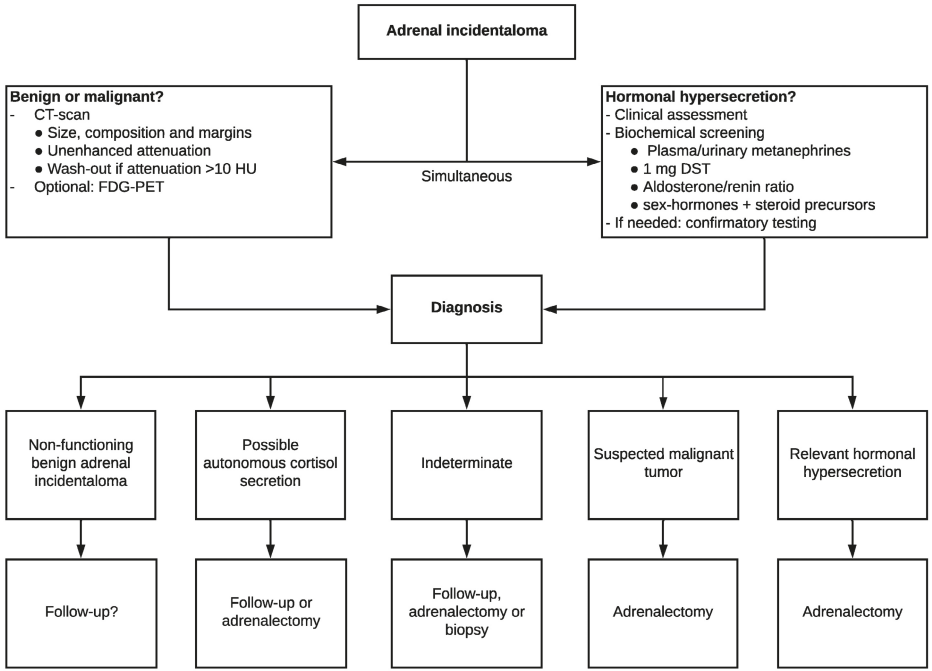 Adrenal incidentaloma
Benign or malignant?
- CT-scan
● Size, composition and margins
● Unenhanced attenuation
● Wash-out if attenuation >10 HU
- Optional: FDG-PET
Hormonal hypersecretion?
- Clinical assessment
- Biochemical screening
● Plasma/urinary metanephrines
● 1 mg DST
● Aldosterone/renin ratio
● sex-hormones + steroid precursors
- If needed: confirmatory testing
Simultaneous
Diagnosis
Non-functioning
benign adrenal
incidentaloma
Possible
autonomous cortisol
secretion
Indeterminate
Suspected malignant
tumor
Relevant hormonal
hypersecretion
Follow-up?
Follow-up or
adrenalectomy
Follow-up,
adrenalectomy or
biopsy
Adrenalectomy
Adrenalectomy